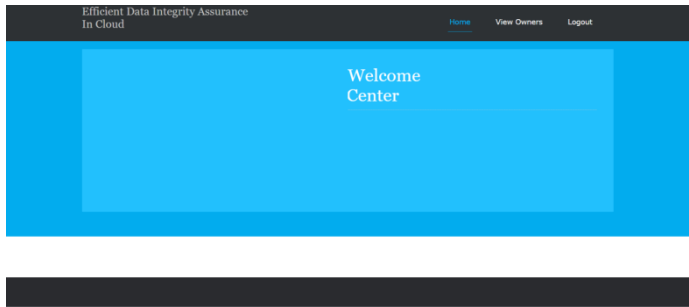 Efficient Data Integrity Assurance
In Cloud
Home View Owners Logout
Welcome
Center